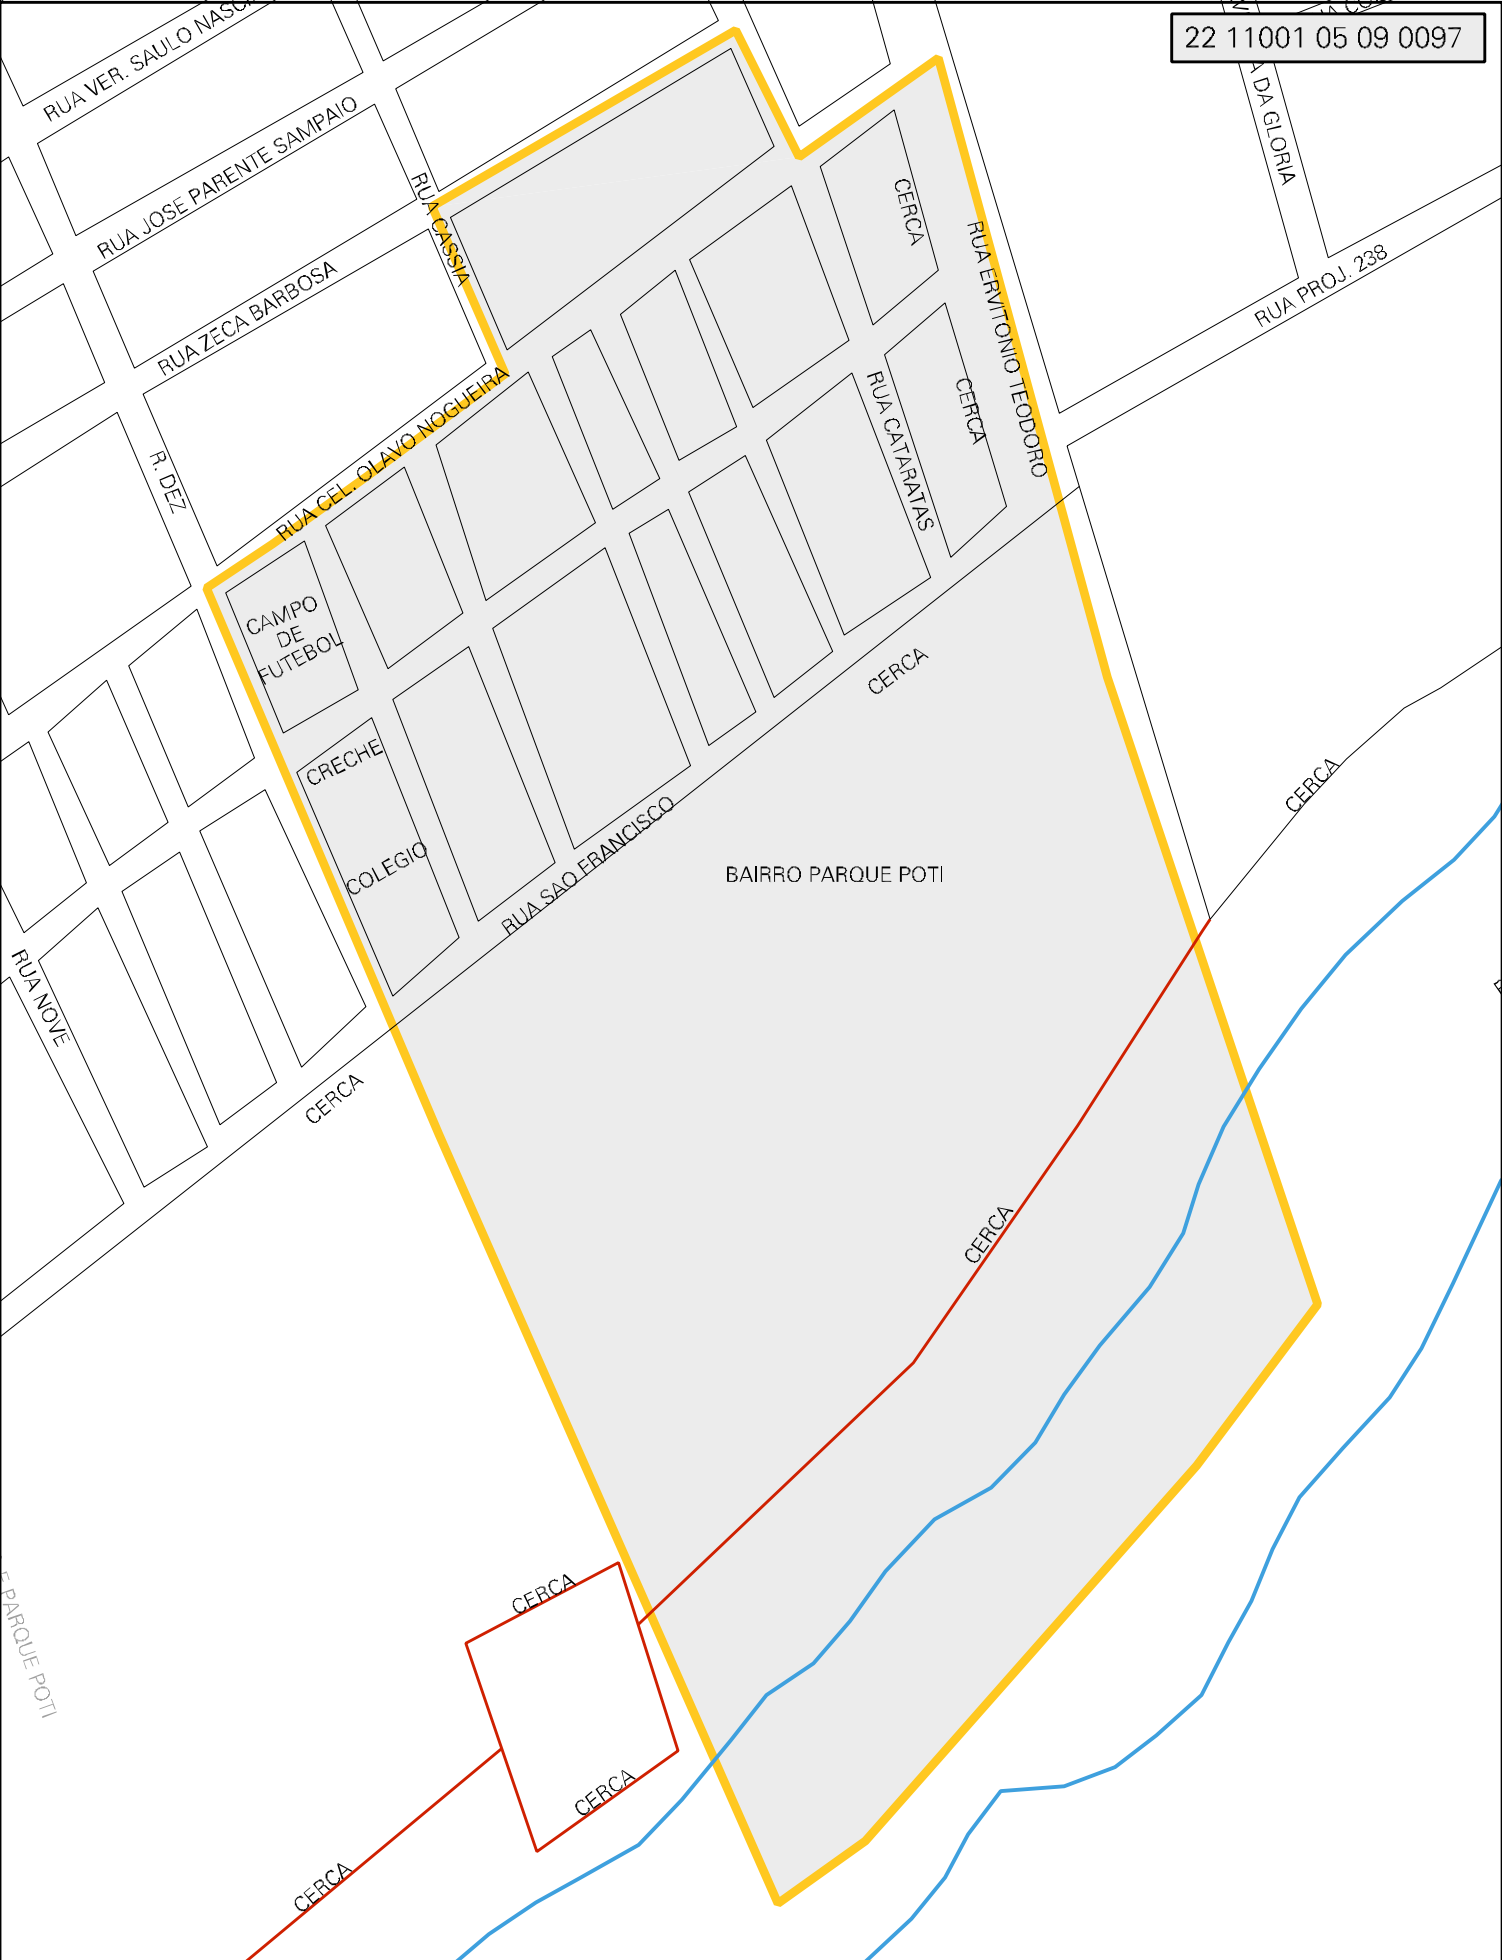 22 11001 05 09 0097
RUA VER. SAULO
RUA JOSE PARENTE SAMPAIO
RUA ZECA BARBOSA
RUA CASSIA
DA GLORIA
CERCA
RUA ERVITONIO TEODORO
RUA PROJ. 238
RUA CEL. OLAVO NOGUEIRA
R. DEZ
CERCA
RUA CATARATAS
CAMPO
DE
FUTEBOL
CERCA
CRECHE
COLEGIO
RUA SAO FRANCISCO
CERCA
BAIRRO PARQUE POTI
RUA NOVE
CERCA
CERCA
CERCA
PARQUE POTI
CERCA
CERCA